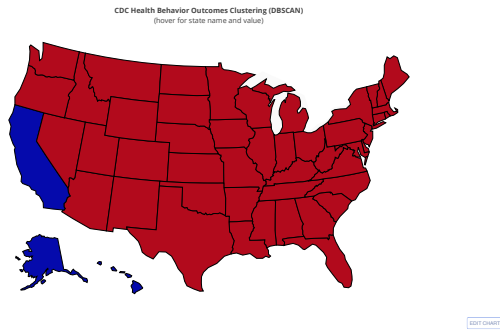 CDC Health Behavior Outcomes Clustering (DBSCAN)
(hover for state name and value)
EDIT CHART